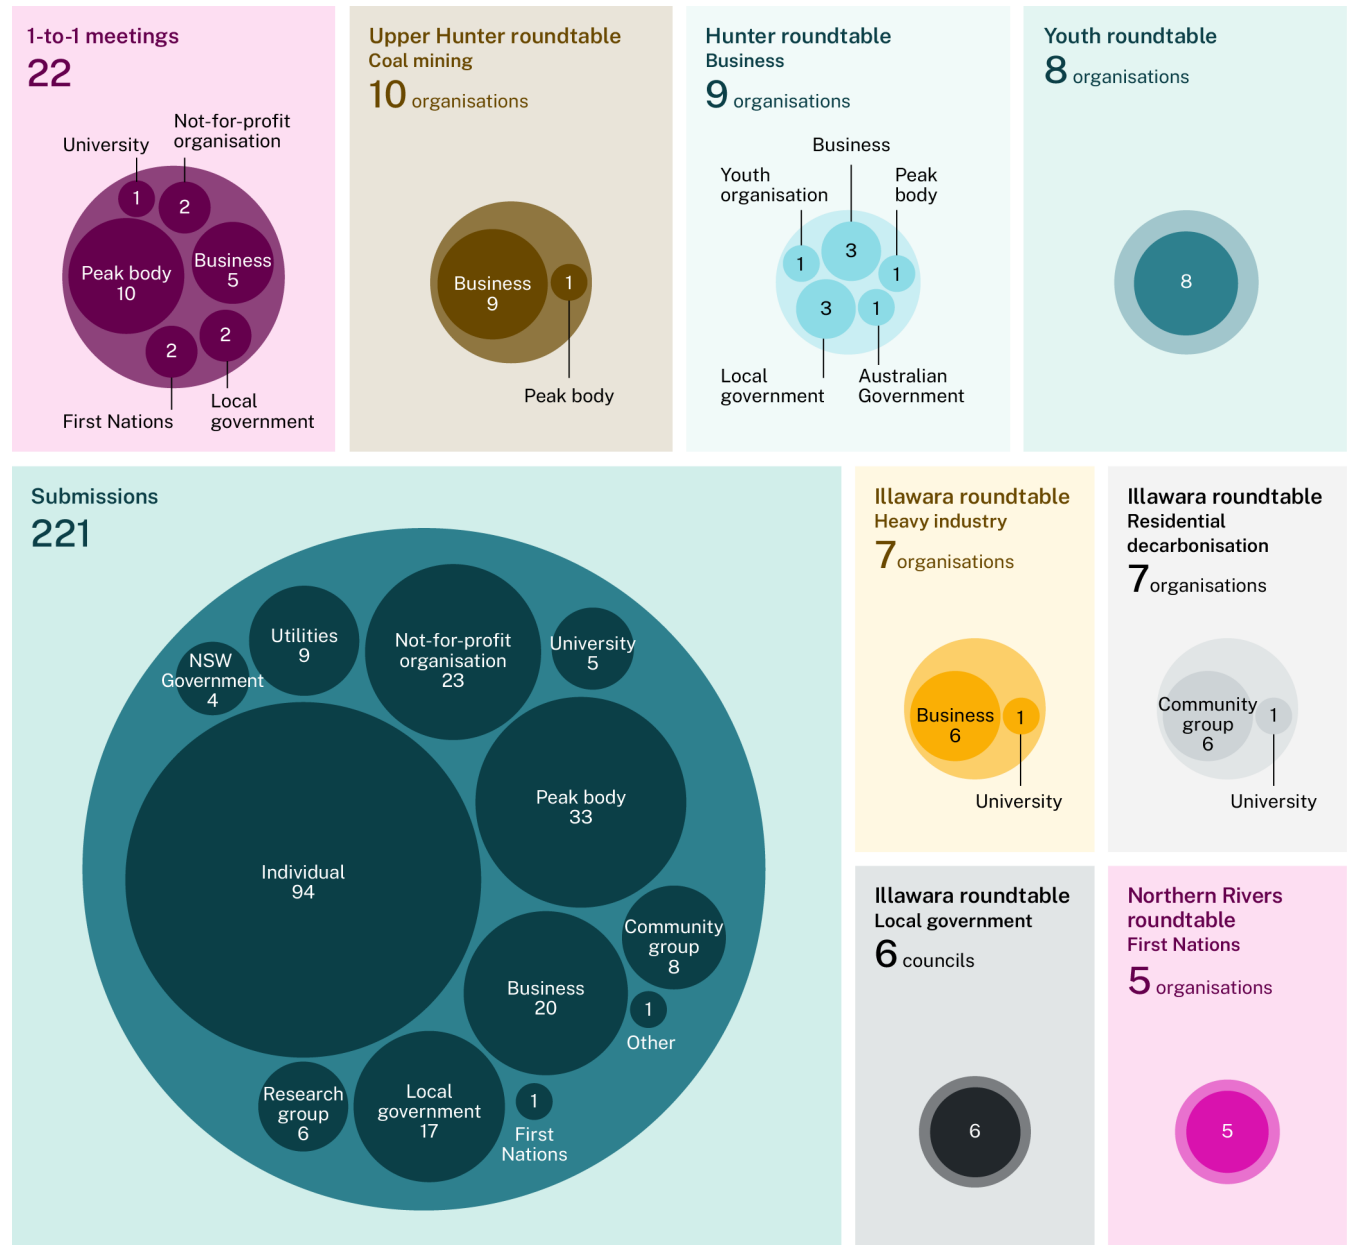 1-to-1 meetings
22
University
Not-for-profit
organisation
1
2
Peak body
10
Business
5
2
2
First Nations
Local
government
Upper Hunter roundtable
Coal mining
10 organisations
Business
9
1
Peak body
Hunter roundtable
Business
9 organisations
Business
Youth
organisation
Peak
body
3
1
1
3
1
Local
government
Australian
Government
Youth roundtable
8 organisations
8
Submissions
221
Utilities
9
Not-for-profit
organisation
23
University
5
NSW
Government
4
Peak body
33
Individual
94
Community
group
8
Business
20
1
Other
Research
group
6
Local
government
17
1
First
Nations
Illawara roundtable
Heavy industry
7 organisations
Business
6
1
University
Illawara roundtable
Residential
decarbonisation
7 organisations
Community
group
6
1
University
Illawara roundtable
Local government
6 councils
6
Northern Rivers
roundtable
First Nations
5 organisations
5